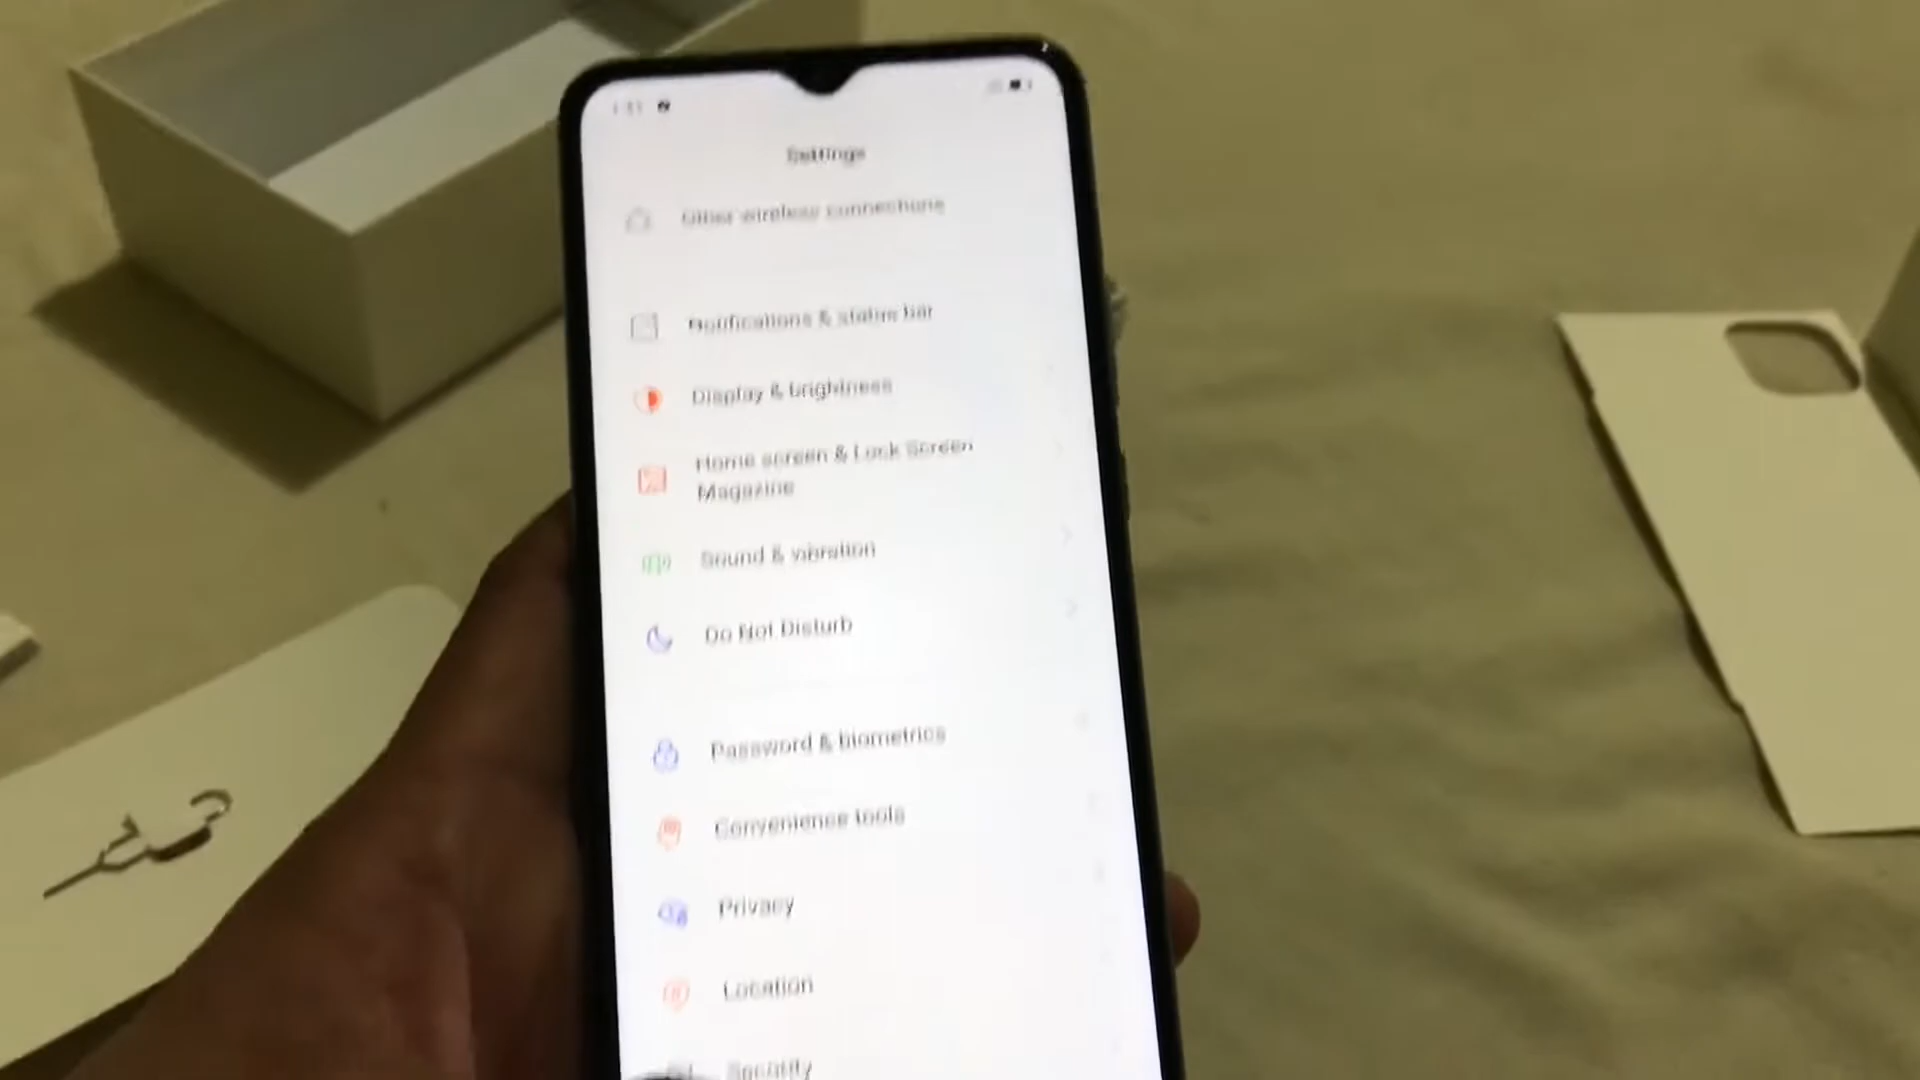 Settings
Other wireless connections
Notifications & status bar
Display & brightness
Home screen & Lock Screen
Magazine
Sound & vibration
Do Not Disturb
Password & biometrics
Convenience tools
Privacy
Location
Security